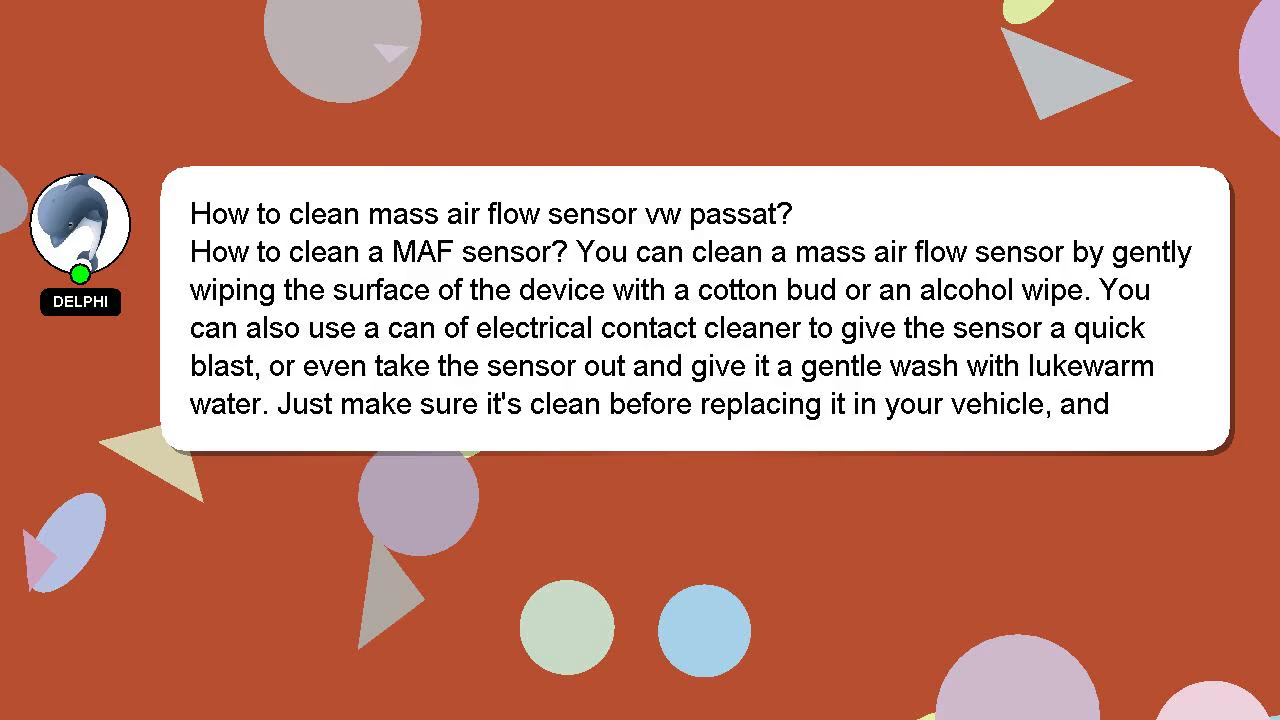 How to clean mass air flow sensor vw passat?
How to clean a MAF sensor? You can clean a mass air flow sensor by gently
wiping the surface of the device with a cotton bud or an alcohol wipe. You
can also use a can of electrical contact cleaner to give the sensor a quick
blast, or even take the sensor out and give it a gentle wash with lukewarm
water. Just make sure it's clean before replacing it in your vehicle, and
DELPHI